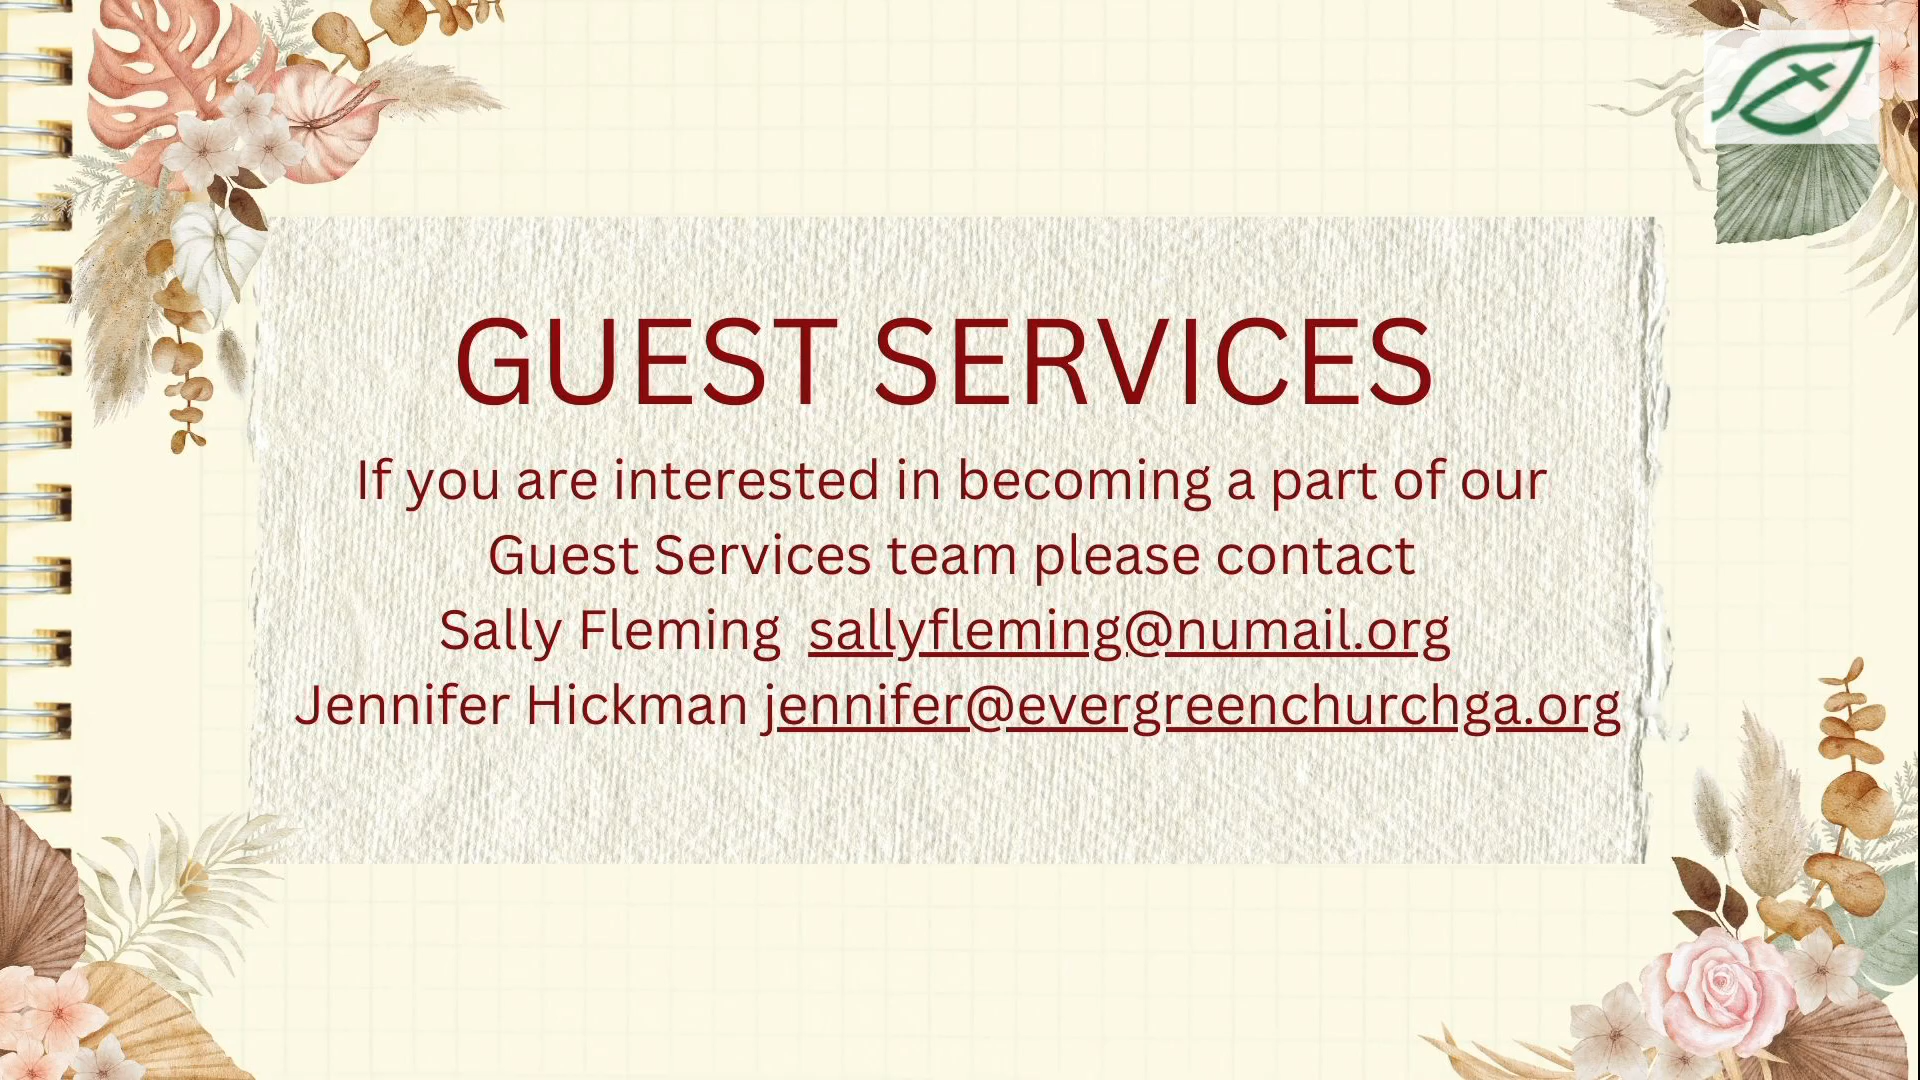 GUEST SERVICES
If you are interested in becoming a part of our
Guest Services team please contact
Sally Fleming  sallyfleming@numail.org
Jennifer Hickman jennifer@evergreenchurchga.org